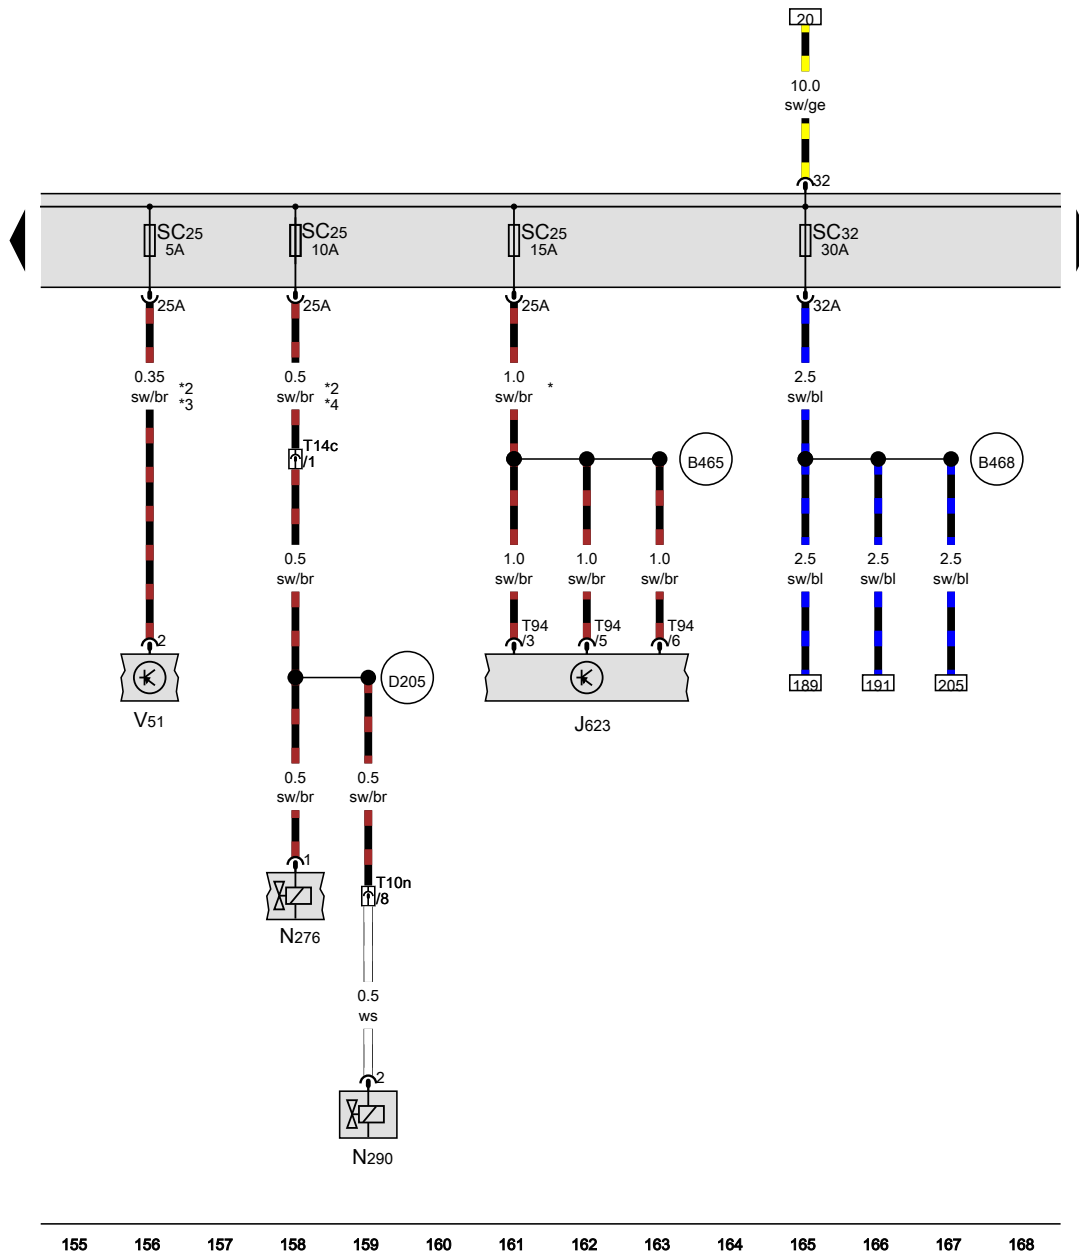 20
10.0
sw/ge
32
SC25
5A
SC25
10A
SC25
15A
SC32
30A
25A
25A
25A
32A
0.35
sw/br
*2
*3
0.5
sw/br
*2
*4
1.0
sw/br
*
2.5
sw/bl
T14c
/1
B465
B468
0.5
sw/br
1.0
sw/br
1.0
sw/br
1.0
sw/br
2.5
sw/bl
2.5
sw/bl
2.5
sw/bl
2
T94
/3
T94
/5
T94
/6
D205
189
191
205
V51
J623
0.5
sw/br
0.5
sw/br
1
T10n
/8
N276
0.5
ws
2
N290
155 156 157 158 159 160 161 162 163 164 165 166 167 168